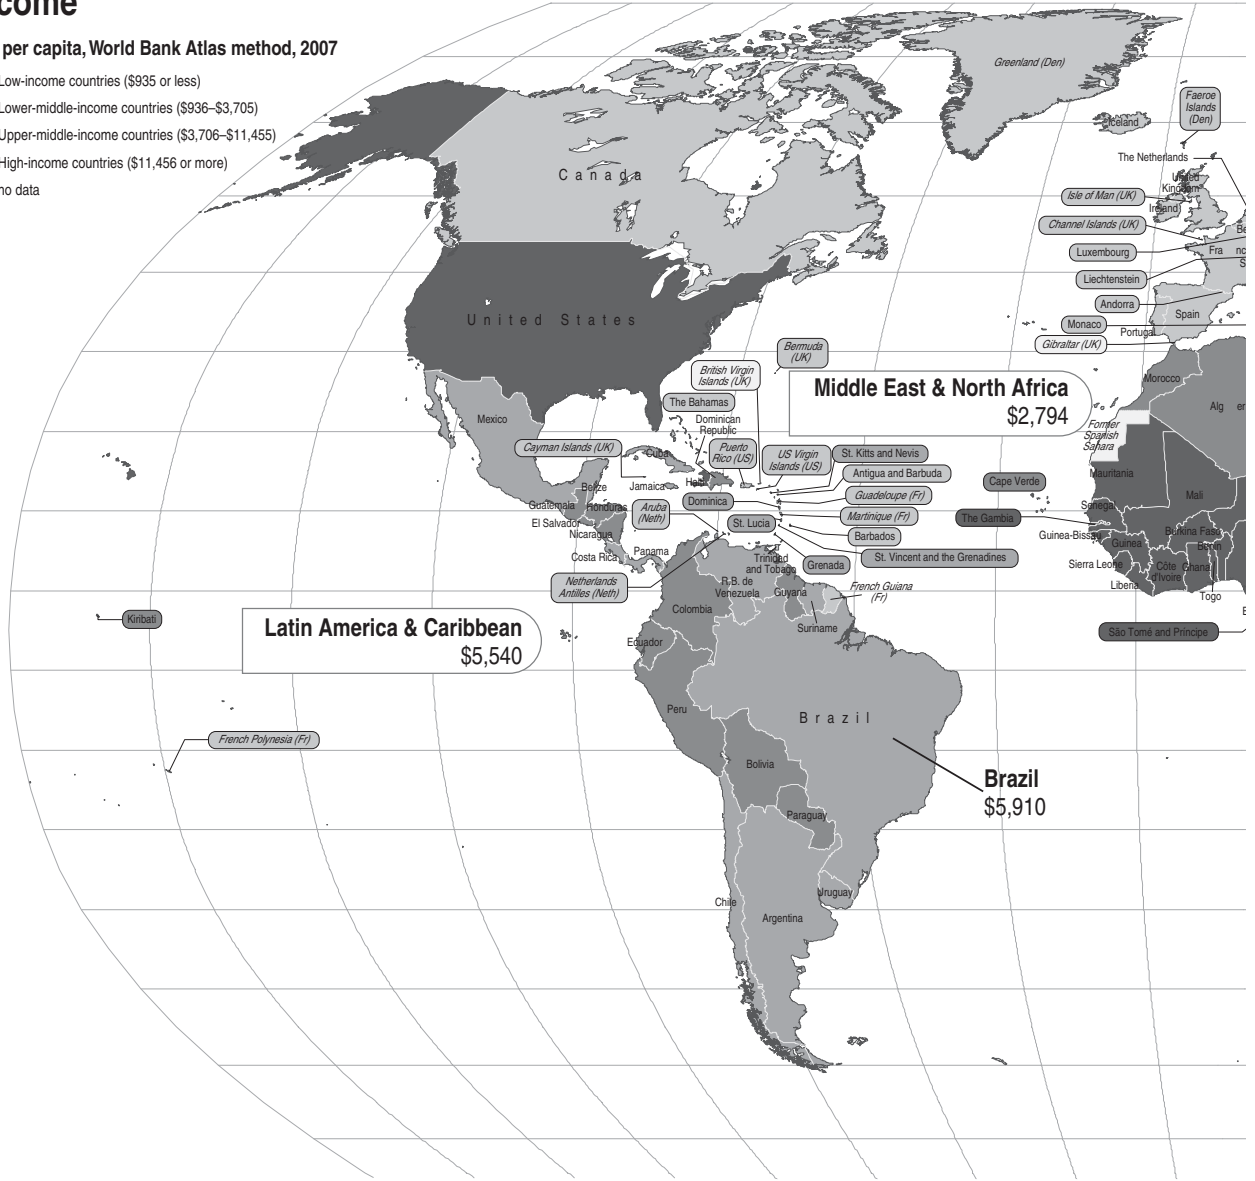 come
per capita, World Bank Atlas method, 2007
Low-income countries ($935 or less)
Lower-middle-income countries ($936–$3,705)
Upper-middle-income countries ($3,706–$11,455)
High-income countries ($11,456 or more)
no data
Greenland (Den)
Faeroe
Islands
(Den)
Iceland
The Netherlands
United
Kingdom
Isle of Man (UK)
Ireland
Canada
Channel Islands (UK)
Be
Luxembourg
Fra nc
S
Liechtenstein
Andorra
Spain
United States
Monaco
Portugal
Gibraltar (UK)
Bermuda
(UK)
British Virgin
Islands (UK)
Middle East & North Africa
$2,794
Morocco
The Bahamas
Alg er
Mexico
Dominican
Republic
Former
Spanish
Sahara
Cayman Islands (UK)
Cuba
Puerto
Rico (US)
US Virgin
Islands (US)
St. Kitts and Nevis
Antigua and Barbuda
Mauritania
Belize
Jamaica
Haiti
Cape Verde
Mali
Guadeloupe (Fr)
Dominica
Guatemala
Honduras
Aruba
(Neth)
Martinique (Fr)
Senegal
The Gambia
El Salvador
St. Lucia
Nicaragua
Barbados
Guinea-Bissau
Burkina Faso
Guinea
Benin
Costa Rica
Panama
Trinidad
and Tobago
St. Vincent and the Grenadines
Grenada
Sierra Leone
Côte
d'Ivoire
Ghana
Netherlands
Antilles (Neth)
R.B. de
Venezuela
Guyana
French Guiana
(Fr)
Liberia
Togo
Colombia
Suriname
E
Kiribati
Latin America & Caribbean
$5,540
São Tomé and Príncipe
Ecuador
Peru
Brazil
French Polynesia (Fr)
Bolivia
Brazil
$5,910
Paraguay
Uruguay
Chile
Argentina